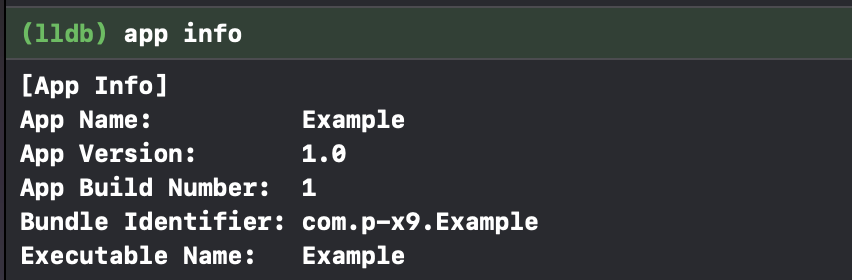 (lldb) app info
[App Info]
App Name:          Example
App Version:       1.0
App Build Number:  1
Bundle Identifier: com.p-x9.Example
Executable Name:   Example